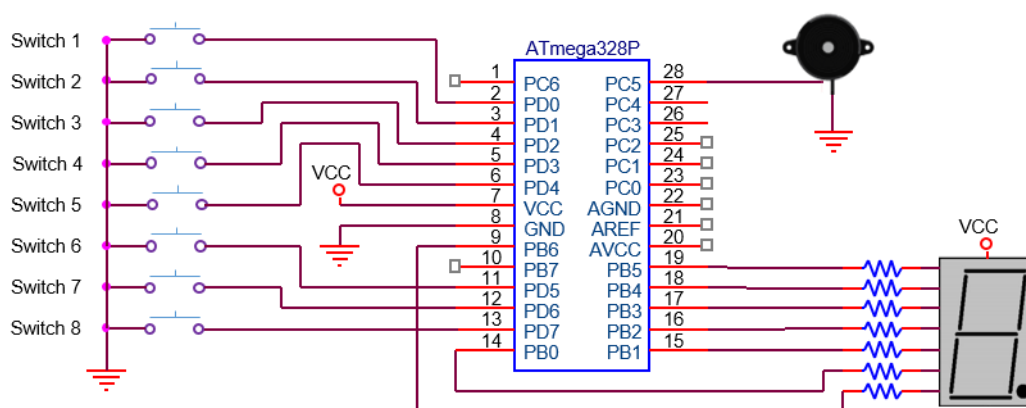 Switch 1
Switch 2
Switch 3
Switch 4
Switch 5
Switch 6
Switch 7
Switch 8
VCC
ATmega328P
1 PC6 PC5 28
2 PD0 PC4 27
3 PD1 PC3 26
4 PD2 PC2 25
5 PD3 PC1 24
6 PD4 PC0 23
7 VCC AGND 22
8 GND AREF 21
9 PB6 AVCC 20
10 PB7 PB5 19
11 PD5 PB4 18
12 PD6 PB3 17
13 PD7 PB2 16
14 PB0 PB1 15
VCC